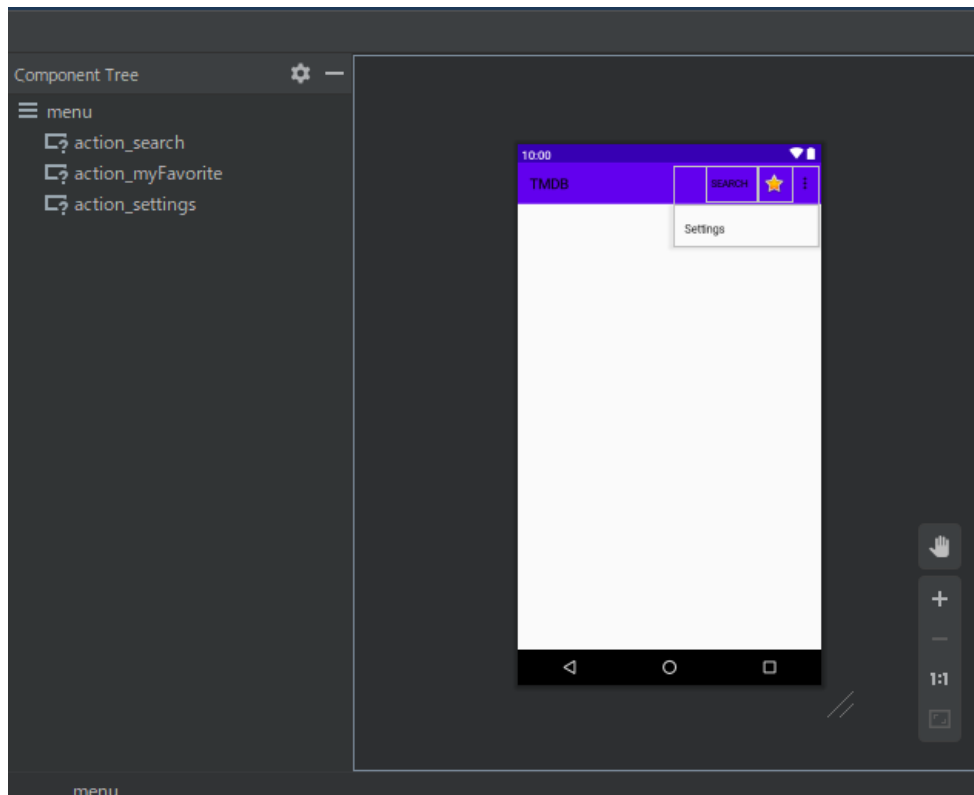 Component Tree
menu
action_search
action_myFavorite
action_settings
10:00
TMDB
SEARCH
Settings
1:1
menu